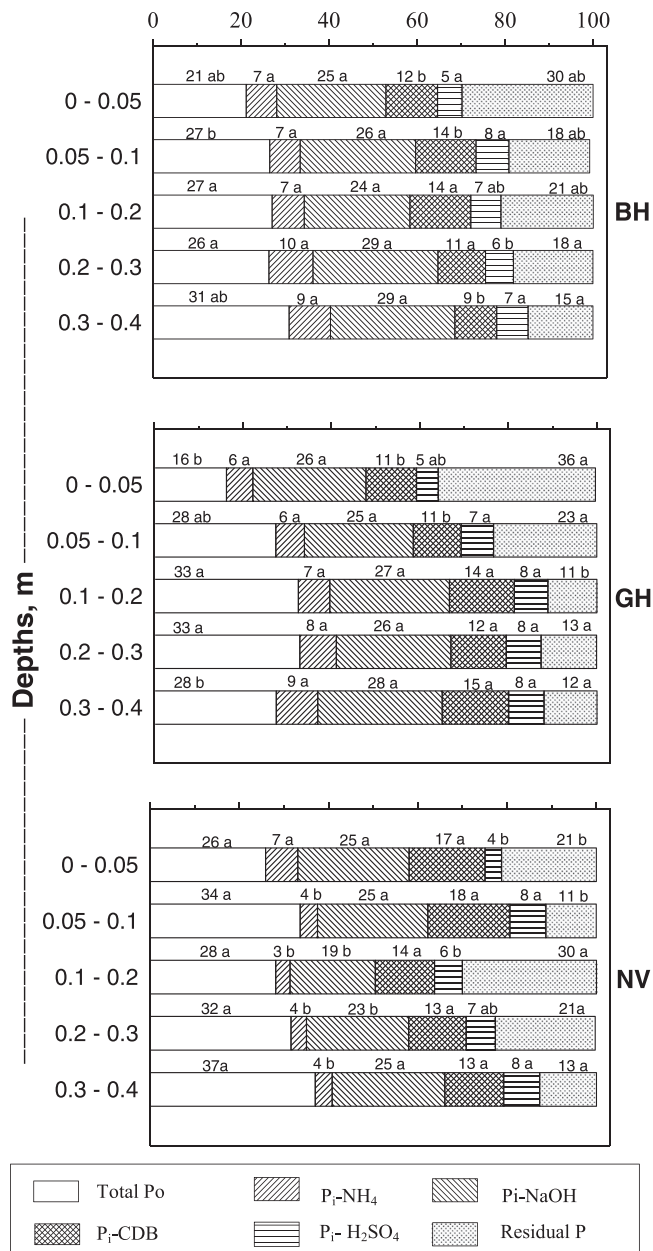 0 20 40 60 80 100
21 ab 7 a 25 a 12 b 5 a 30 ab
0 - 0.05
27 b 7 a 26 a 14 b 8 a 18 ab
0.05 - 0.1
27 a 7 a 24 a 14 a 7 ab 21 ab
0.1 - 0.2 BH
26 a 10 a 29 a 11 a 6 b 18 a
0.2 - 0.3
31 ab 9 a 29 a 9 b 7 a 15 a
0.3 - 0.4
16 b 6 a 26 a 11 b 5 ab 36 a
0 - 0.05
28 ab 6 a 25 a 11 b 7 a 23 a
0.05 - 0.1
33 a 7 a 27 a 14 a 8 a 11 b
0.1 - 0.2 GH
33 a 8 a 26 a 12 a 8 a 13 a
0.2 - 0.3
28 b 9 a 28 a 15 a 8 a 12 a
0.3 - 0.4
Depths, m
26 a 7 a 25 a 17 a 4 b 21 b
0 - 0.05
34 a 4 b 25 a 18 a 8 a 11 b
0.05 - 0.1
28 a 3 b 19 b 14 a 6 b 30 a
0.1 - 0.2 NV
32 a 4 b 23 b 13 a 7 ab 21a
0.2 - 0.3
37a 4 b 25 a 13 a 8 a 13 a
0.3 - 0.4
Total Po Pi-NH4 Pi-NaOH
Pi-CDB Pi- H2SO4 Residual P